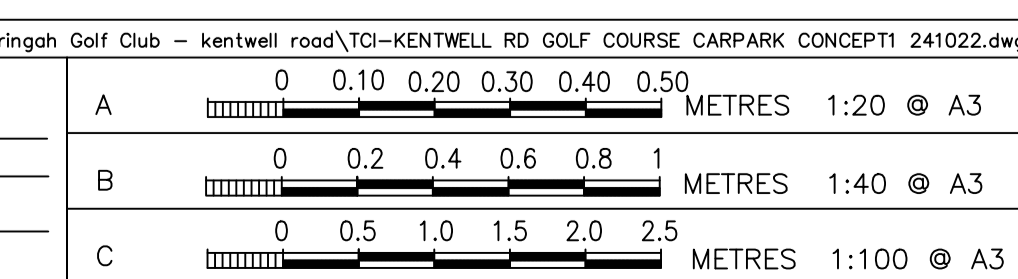 ringah Golf Club – kentwell road\TCI–KENTWELL RD GOLF COURSE CARPARK CONCEPT1 241022.dwg
0 0.10 0.20 0.30 0.40 0.50
A METRES 1:20 @ A3
0 0.2 0.4 0.6 0.8 1
B METRES 1:40 @ A3
0 0.5 1.0 1.5 2.0 2.5
C METRES 1:100 @ A3